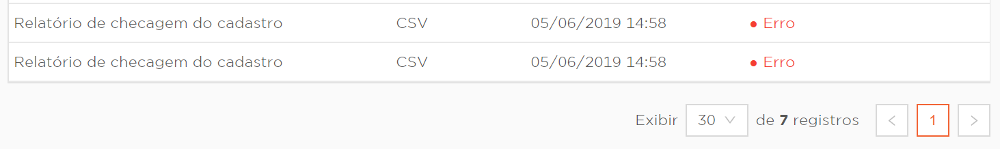 Relatório de checagem do cadastro CSV 05/06/2019 14:58 Erro
Relatório de checagem do cadastro CSV 05/06/2019 14:58 Erro
Exibir 30 de 7 registros < 1 >